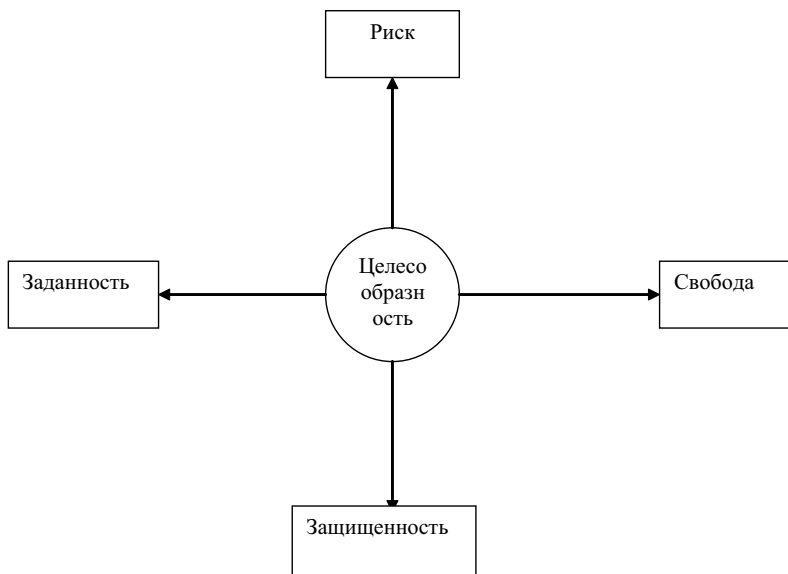 Риск
Заданность
Целесо
образн
ость
Свобода
Защищенность